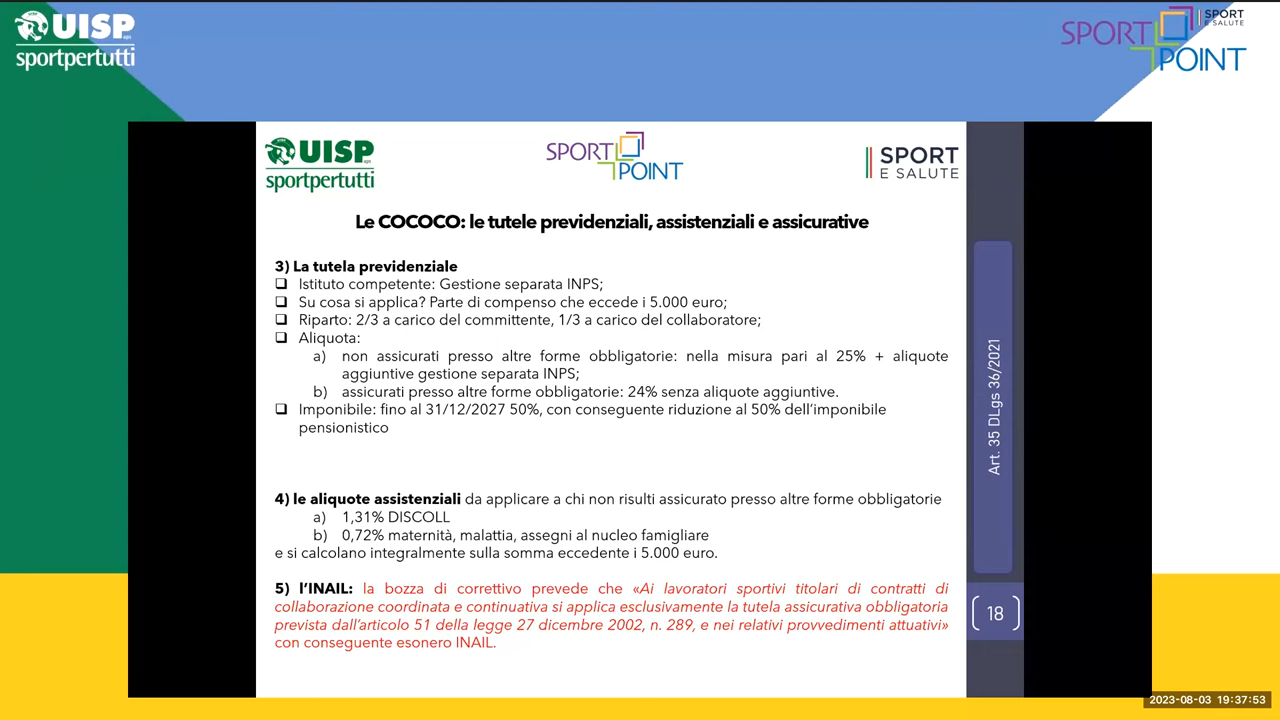 UISP aps
sportpertutti
SPORT POINT
SPORT
E SALUTE
UISP aps
sportpertutti
SPORT POINT
SPORT
E SALUTE
Le COCOCO: le tutele previdenziali, assistenziali e assicurative
3) La tutela previdenziale
❑ Istituto competente: Gestione separata INPS;
❑ Su cosa si applica? Parte di compenso che eccede i 5.000 euro;
❑ Riparto: 2/3 a carico del committente, 1/3 a carico del collaboratore;
❑ Aliquota:
a) non assicurati presso altre forme obbligatorie: nella misura pari al 25% + aliquote
aggiuntive gestione separata INPS;
b) assicurati presso altre forme obbligatorie: 24% senza aliquote aggiuntive.
❑ Imponibile: fino al 31/12/2027 50%, con conseguente riduzione al 50% dell'imponibile
pensionistico
4) le aliquote assistenziali da applicare a chi non risulti assicurato presso altre forme obbligatorie
a) 1,31% DISCOLL
b) 0,72% maternità, malattia, assegni al nucleo famigliare
e si calcolano integralmente sulla somma eccedente i 5.000 euro.
5) l'INAIL: la bozza di correttivo prevede che «Ai lavoratori sportivi titolari di contratti di
collaborazione coordinata e continuativa si applica esclusivamente la tutela assicurativa obbligatoria
prevista dall'articolo 51 della legge 27 dicembre 2002, n. 289, e nei relativi provvedimenti attuativi»
con conseguente esonero INAIL.
Art. 35 DLgs 36/2021
18
2023-08-03 19:37:53